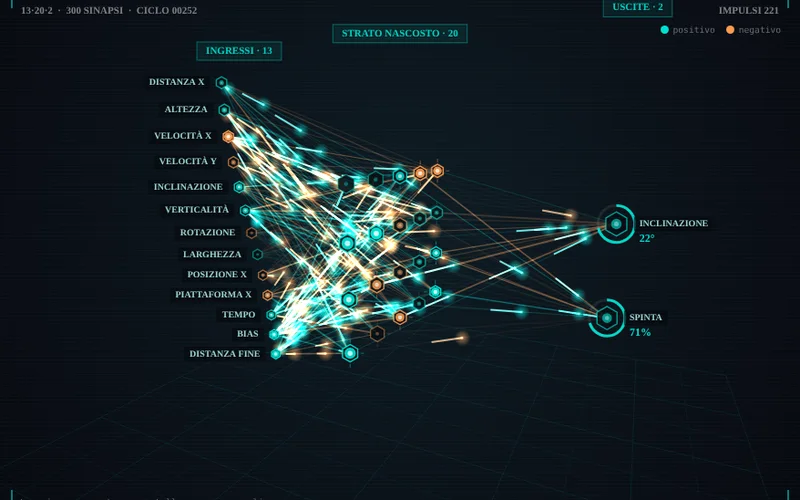 13·20·2 · 300 SINAPSI · CICLO 00252
USCITE · 2
IMPULSI 221
STRATO NASCOSTO · 20
positivo
negativo
INGRESSI · 13
DISTANZA X
ALTEZZA
VELOCITÀ X
VELOCITÀ Y
INCLINAZIONE
VERTICALITÀ
ROTAZIONE
LARGHEZZA
POSIZIONE X
PIATTAFORMA X
TEMPO
BIAS
DISTANZA FINE
INCLINAZIONE
22°
SPINTA
71%